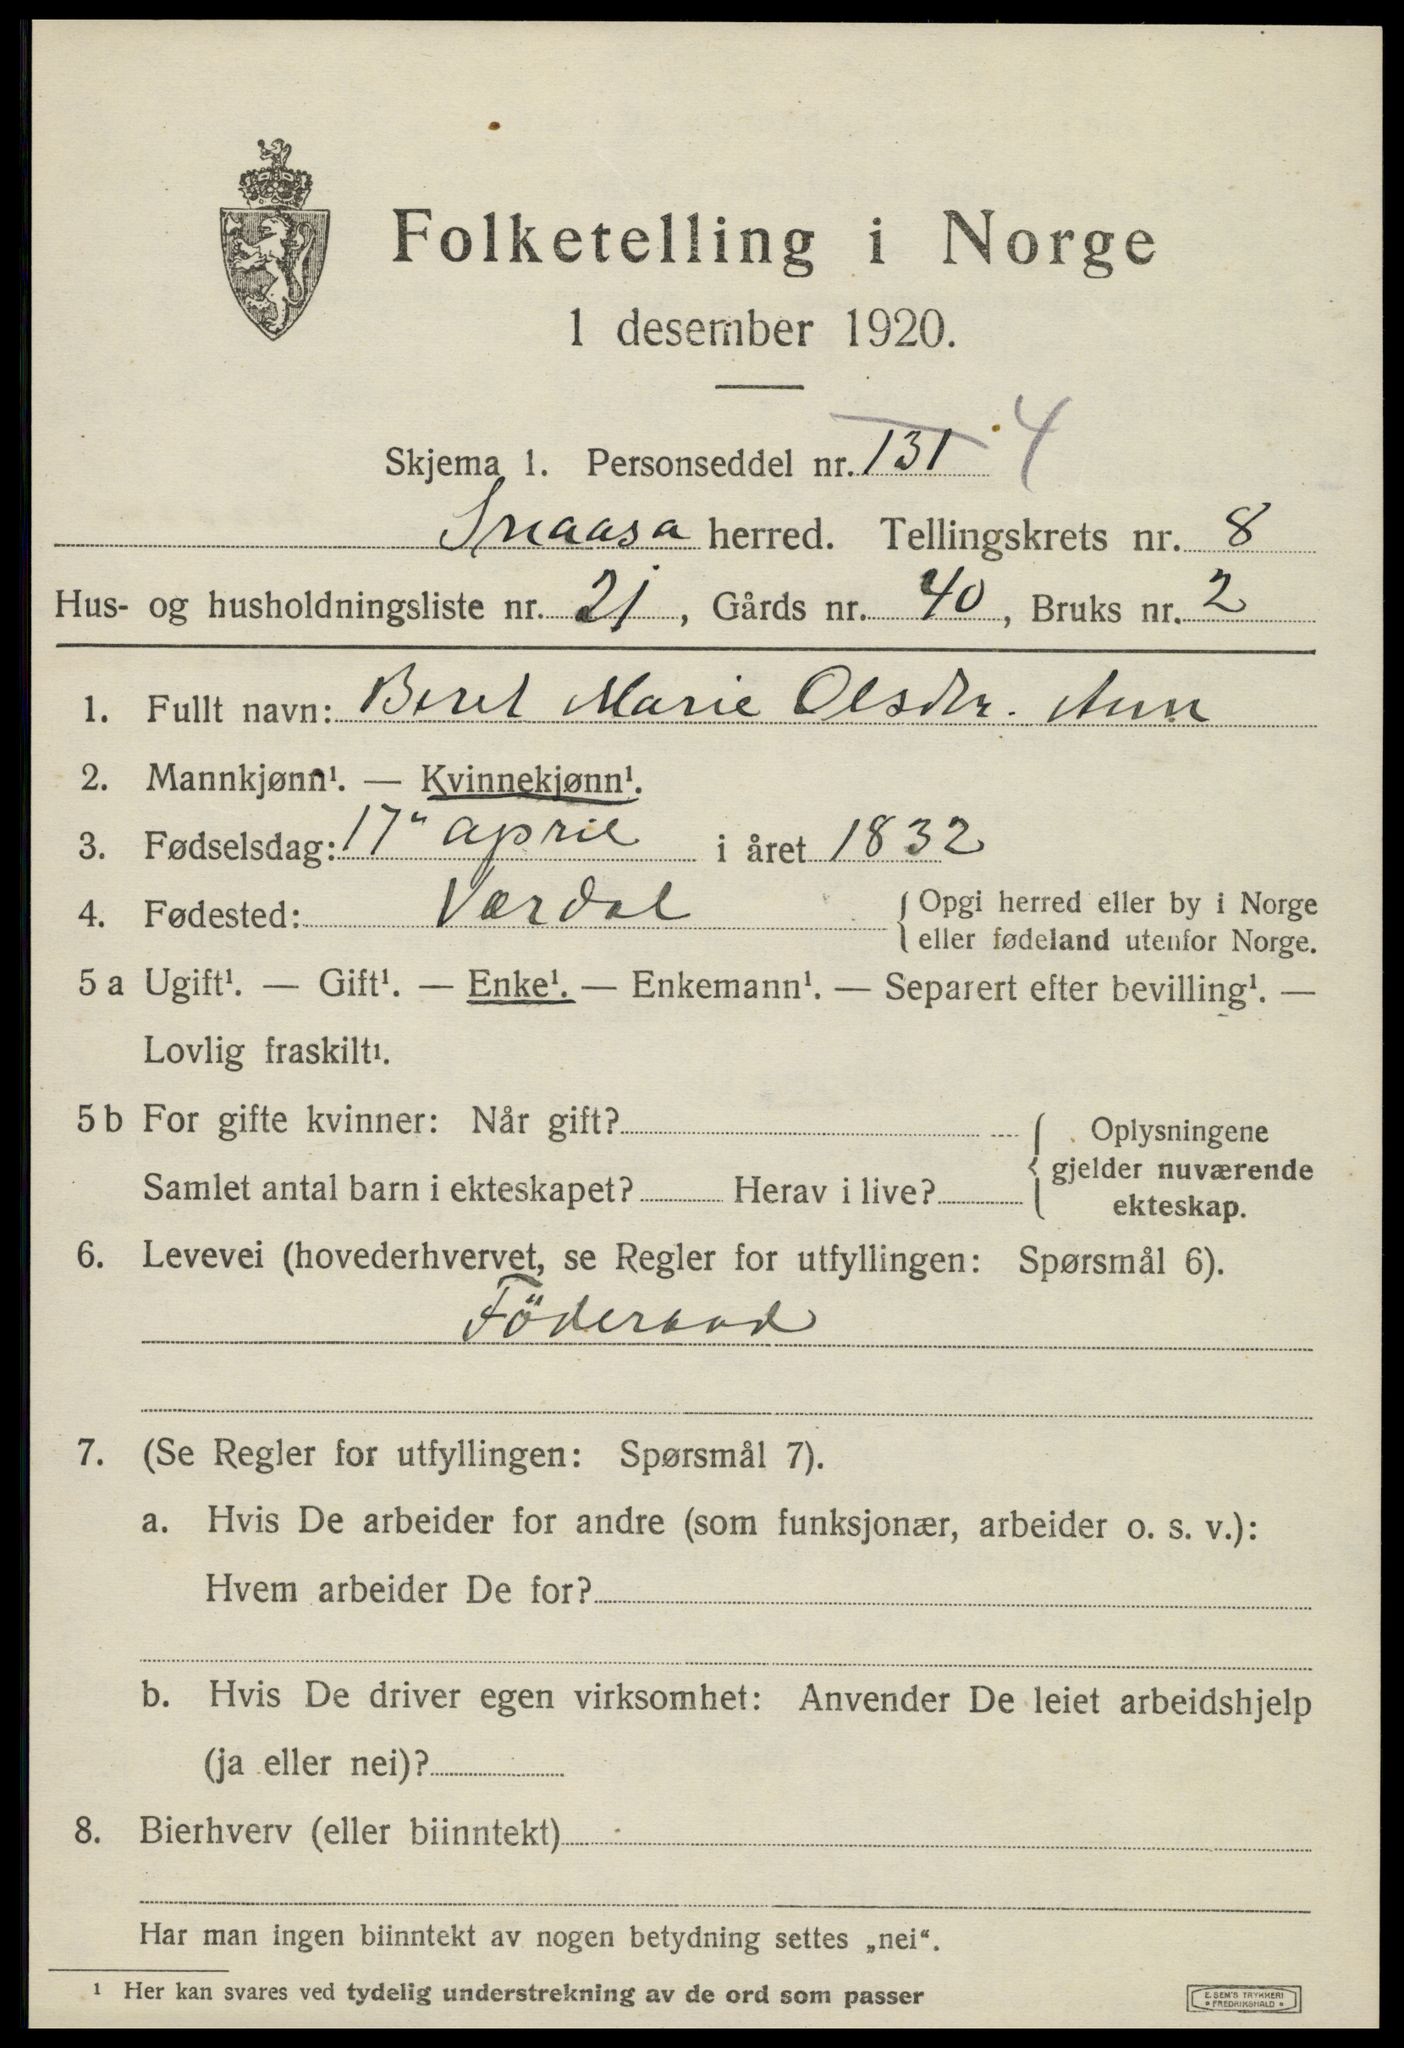 Folketelling i Norge
1 desember 1920.
Skjema 1. Personseddel nr. 131 4
Snaasa herred. Tellingskrets nr. 8
Hus- og husholdningsliste nr. 21, Gårds nr. 40, Bruks nr. 2
1. Fullt navn: Beret Marie Olsdtr.
2. Mannkjønn¹. — Kvinnekjønn¹.
3. Fødselsdag: 17" april i året 1832
4. Fødested: Værdal {Opgi herred eller by i Norge
eller fødeland utenfor Norge.
5 a Ugift¹. — Gift¹. — Enke¹. — Enkemann¹. — Separert efter bevilling¹. —
Lovlig fraskilt¹.
5 b For gifte kvinner: Når gift? Oplysningene
Samlet antal barn i ekteskapet? Herav i live? gjelder nuværende
ekteskap.
6. Levevei (hovederhvervet, se Regler for utfyllingen: Spørsmål 6).
Föderaad
7. (Se Regler for utfyllingen: Spørsmål 7).
a. Hvis De arbeider for andre (som funksjonær, arbeider o. s. v.):
Hvem arbeider De for?
b. Hvis De driver egen virksomhet: Anvender De leiet arbeidshjelp
(ja eller nei)?
8. Bierhverv (eller biinntekt)
Har man ingen biinntekt av nogen betydning settes „nei“.
¹ Her kan svares ved tydelig understrekning av de ord som passer
E. SEM'S TRYKKERI
FREDRIKSHALD